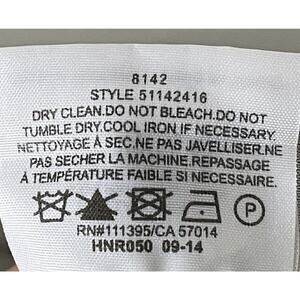 8142
STYLE 51142416
DRY CLEAN.DO NOT BLEACH.DO NOT
TUMBLE DRY.COOL IRON IF NECESSARY.
NETTOYAGE À SEC.NE PAS JAVELLISER.NE
PAS SECHER LA MACHINE.REPASSAGE
À TEMPÉRATURE FAIBLE SI NECESSAIRE.
RN#111395/CA 57014
HNR050 09-14